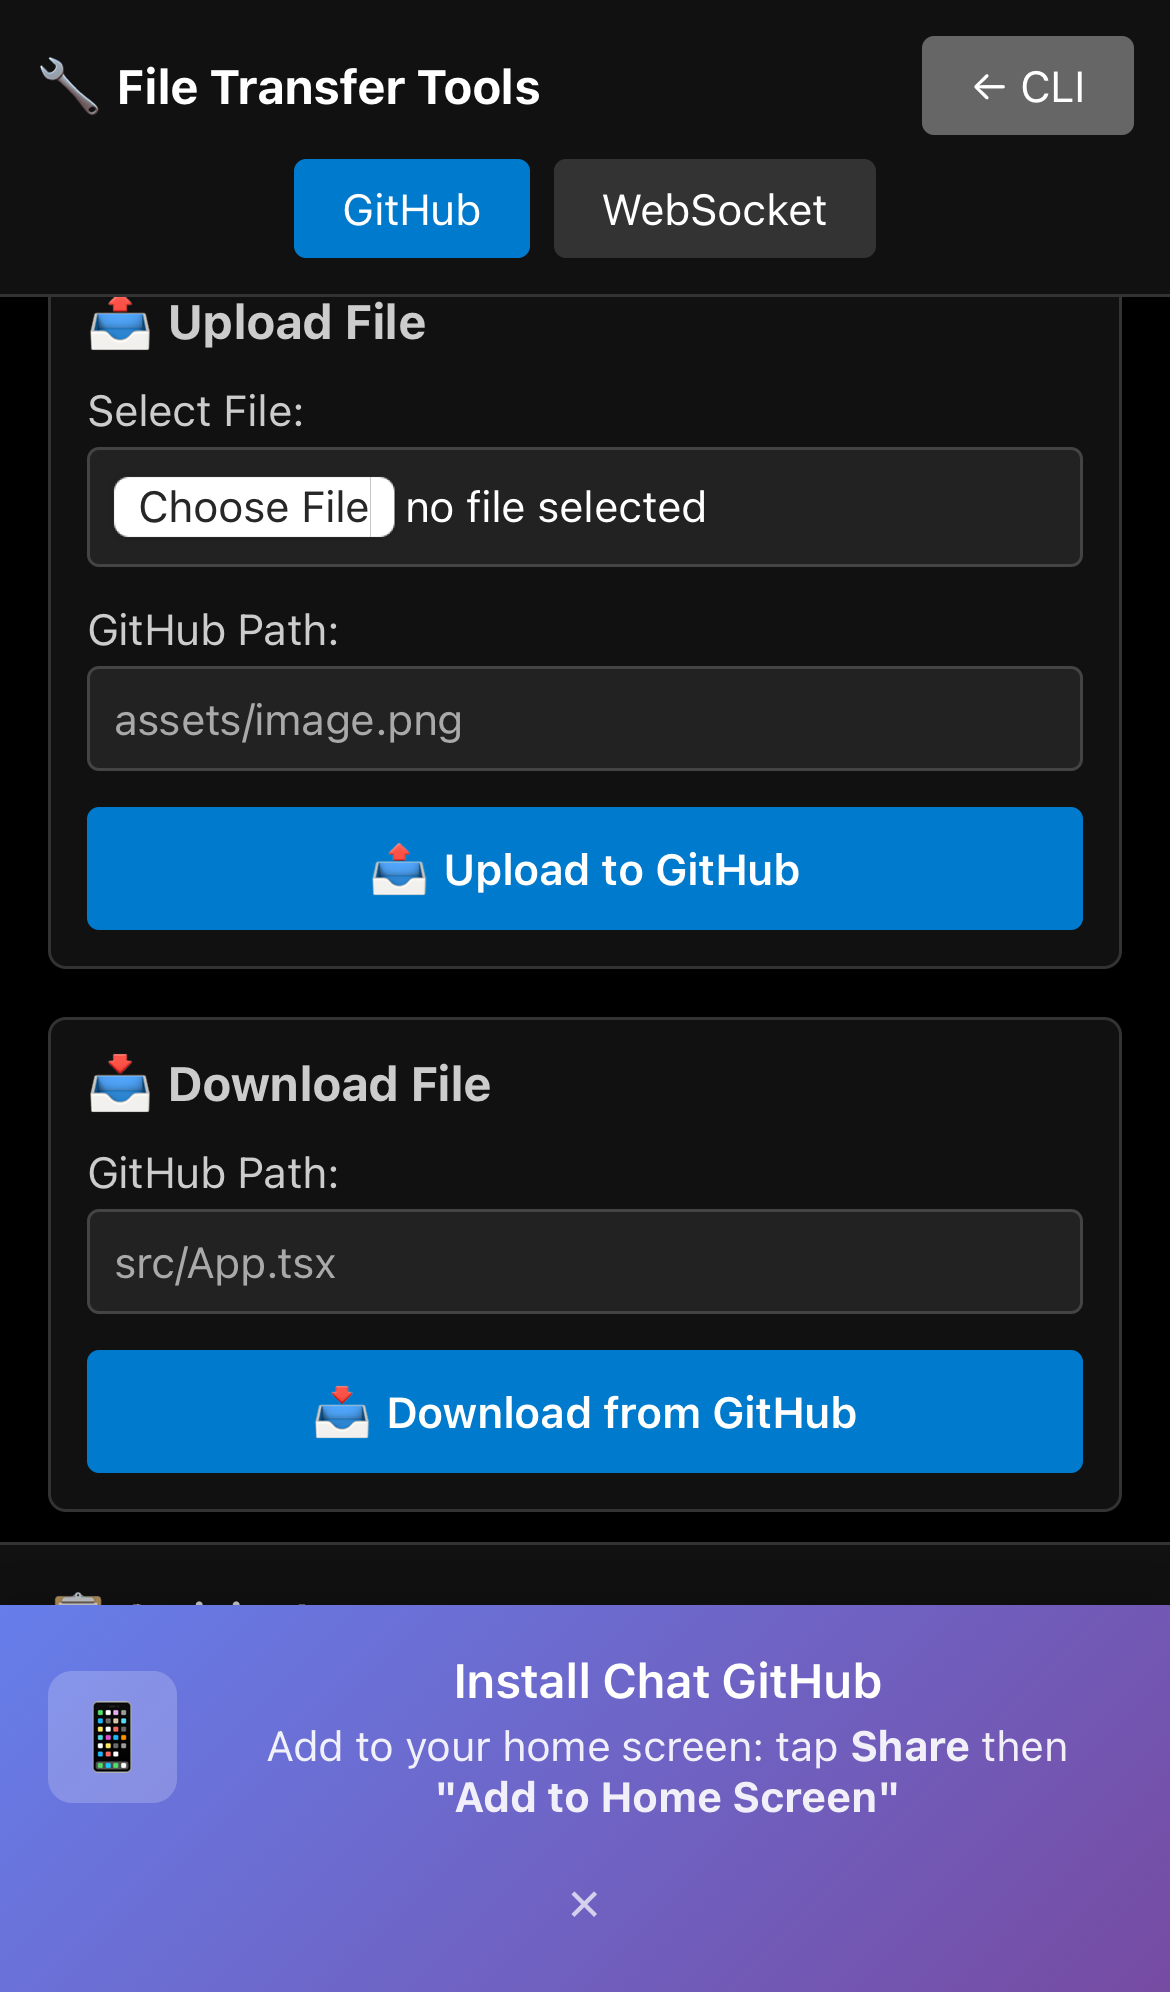 File Transfer Tools
← CLI
GitHub
WebSocket
Upload File
Select File:
Choose File no file selected
GitHub Path:
assets/image.png
Upload to GitHub
Download File
GitHub Path:
src/App.tsx
Download from GitHub
Install Chat GitHub
Add to your home screen: tap Share then
"Add to Home Screen"
×